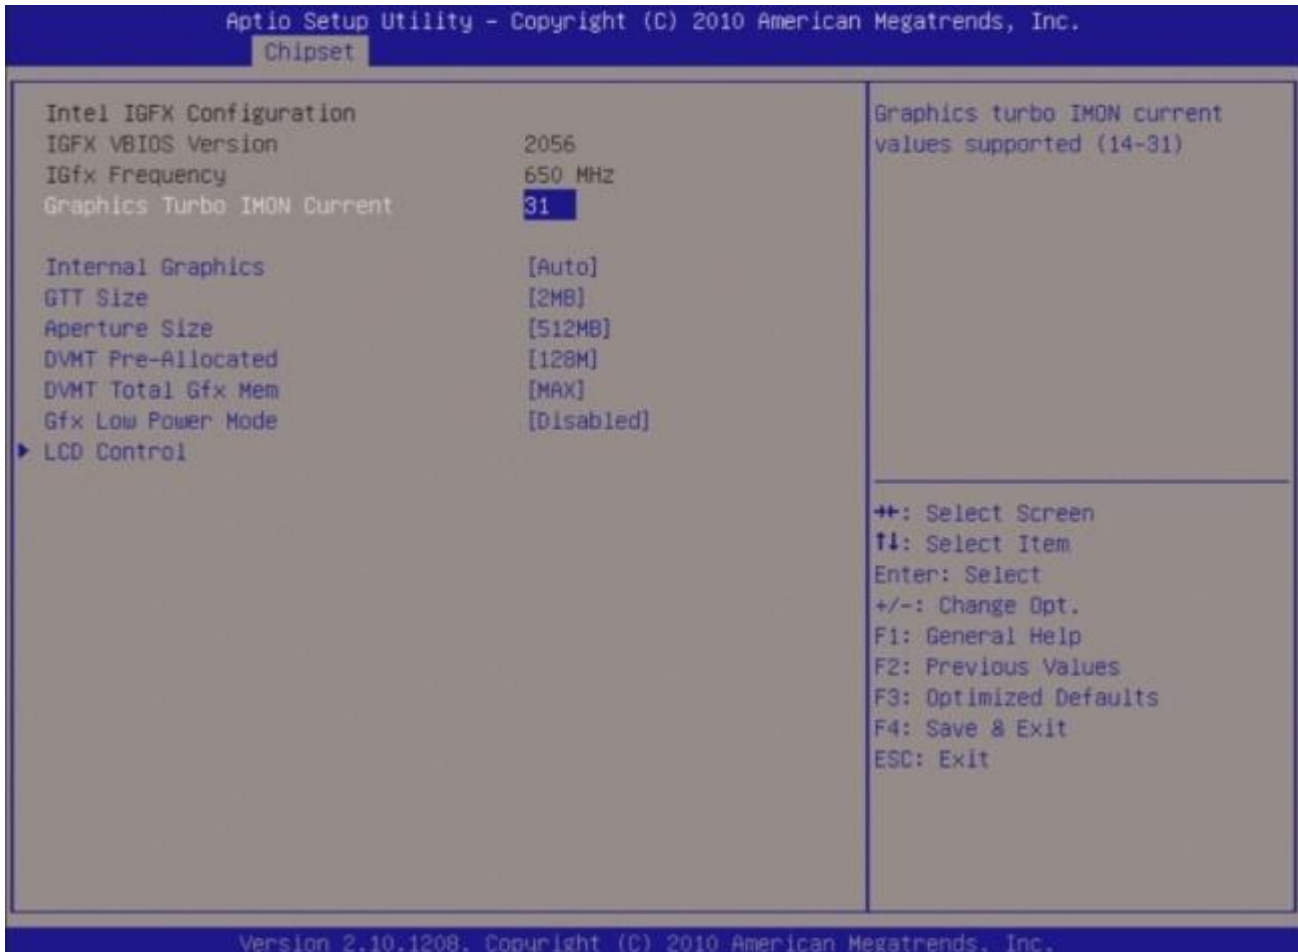 Aptio Setup Utility – Copyright (C) 2010 American Megatrends, Inc.
Chipset
Intel IGFX Configuration
IGFX VBIOS Version 2056
IGfx Frequency 650 MHz
Graphics Turbo IMON Current 31
Internal Graphics [Auto]
GTT Size [2MB]
Aperture Size [512MB]
DVMT Pre-Allocated [128M]
DVMT Total Gfx Mem [MAX]
Gfx Low Power Mode [Disabled]
▶ LCD Control
Graphics turbo IMON current
values supported (14-31)
→←: Select Screen
↑↓: Select Item
Enter: Select
+/-: Change Opt.
F1: General Help
F2: Previous Values
F3: Optimized Defaults
F4: Save & Exit
ESC: Exit
Version 2.10.1208. Copyright (C) 2010 American Megatrends, Inc.